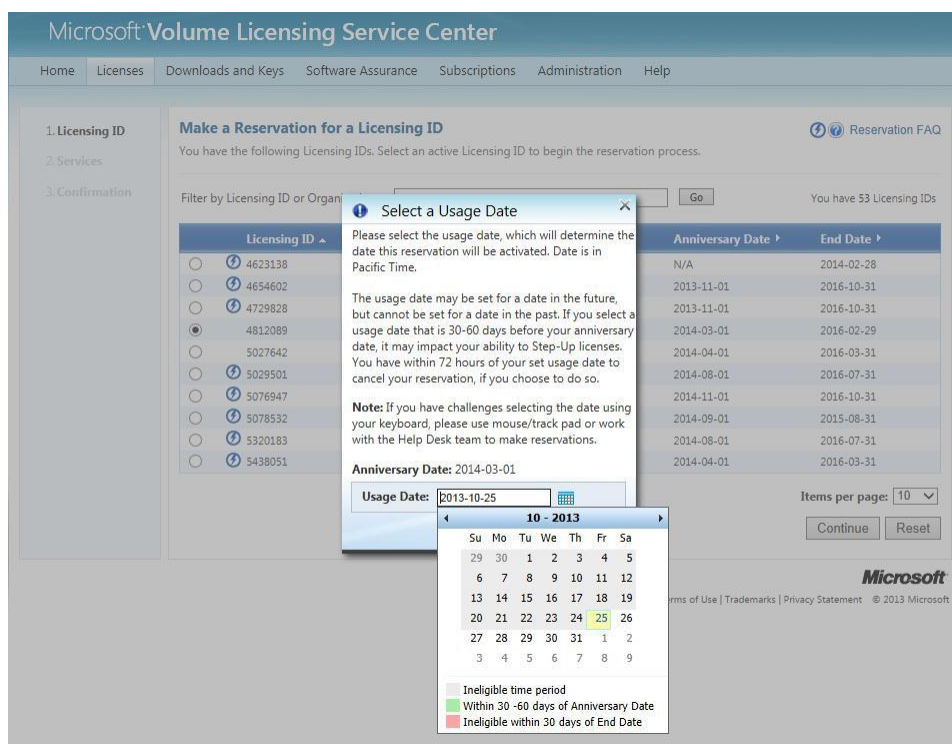 Microsoft Volume Licensing Service Center
Home Licenses Downloads and Keys Software Assurance Subscriptions Administration Help
1. Licensing ID
2. Services
3. Confirmation
Make a Reservation for a Licensing ID
Reservation FAQ
You have the following Licensing IDs. Select an active Licensing ID to begin the reservation process.
Filter by Licensing ID or Organ
Go
You have 53 Licensing IDs
Licensing ID Anniversary Date End Date
4623138 N/A 2014-02-28
4654602 2013-11-01 2016-10-31
4729828 2013-11-01 2016-10-31
4812089 2014-03-01 2016-02-29
5027642 2014-04-01 2016-03-31
5029501 2014-08-01 2016-07-31
5076947 2014-11-01 2016-10-31
5078532 2014-09-01 2015-08-31
5320183 2014-08-01 2016-07-31
5438051 2014-04-01 2016-03-31
Items per page: 10
Continue Reset
Select a Usage Date
Please select the usage date, which will determine the
date this reservation will be activated. Date is in
Pacific Time.
The usage date may be set for a date in the future,
but cannot be set for a date in the past. If you select a
usage date that is 30-60 days before your anniversary
date, it may impact your ability to Step-Up licenses.
You have within 72 hours of your set usage date to
cancel your reservation, if you choose to do so.
Note: If you have challenges selecting the date using
your keyboard, please use mouse/track pad or work
with the Help Desk team to make reservations.
Anniversary Date: 2014-03-01
Usage Date: 2013-10-25
10 - 2013
Su Mo Tu We Th Fr Sa
29 30 1 2 3 4 5
6 7 8 9 10 11 12
13 14 15 16 17 18 19
20 21 22 23 24 25 26
27 28 29 30 31 1 2
3 4 5 6 7 8 9
Ineligible time period
Within 30 -60 days of Anniversary Date
Ineligible within 30 days of End Date
Microsoft
rms of Use | Trademarks | Privacy Statement © 2013 Microsoft